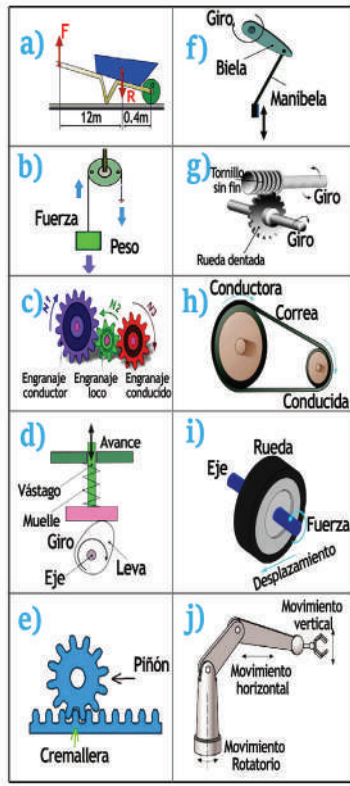 a)
F
R
12m
0.4m
b)
Fuerza
Peso
c)
N1
N2
N3
Engranaje
conductor
Engranaje
loco
Engranaje
conducido
d)
Avance
Vástago
Muelle
Giro
Leva
Eje
e)
Piñón
Cremallera
f)
Giro
Biela
Manibela
g)
Tornillo
sin fin
Giro
Giro
Rueda dentada
h)
Conductora
Correa
Conducida
i)
Rueda
Eje
Fuerza
Desplazamiento
j)
Movimiento
vertical
Movimiento
horizontal
Movimiento
Rotatorio